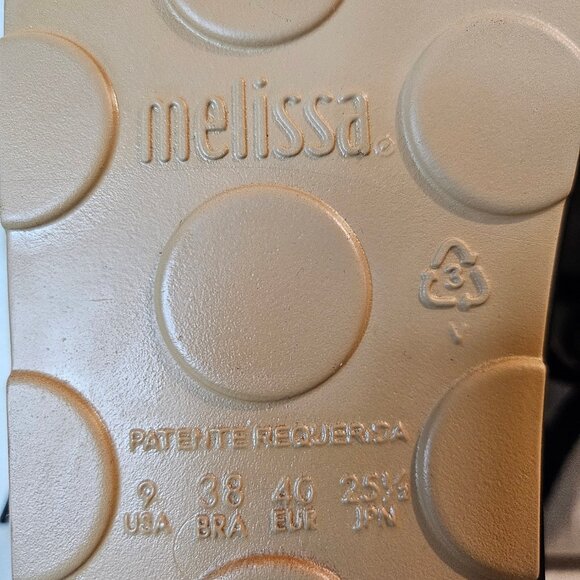 melissa®
3
V
PATENTE REQUERIDA
9 38 40 25½
USA BRA EUR JPN